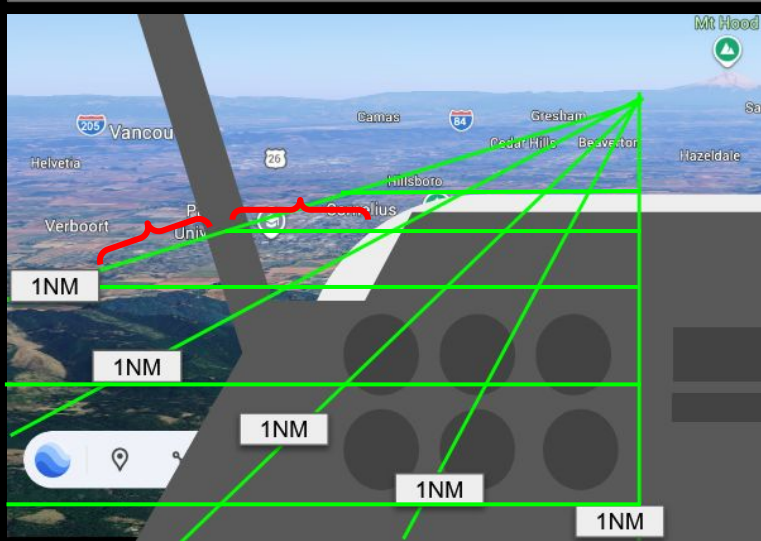 Mt Hood
205
Vancou
Camas
84
Gresham
Sa
Helvetia
26
Cedar Hills
Beaverton
Hazeldale
Hillsboro
Verboort
P
Univ
Cornelius
1NM
1NM
1NM
1NM
1NM